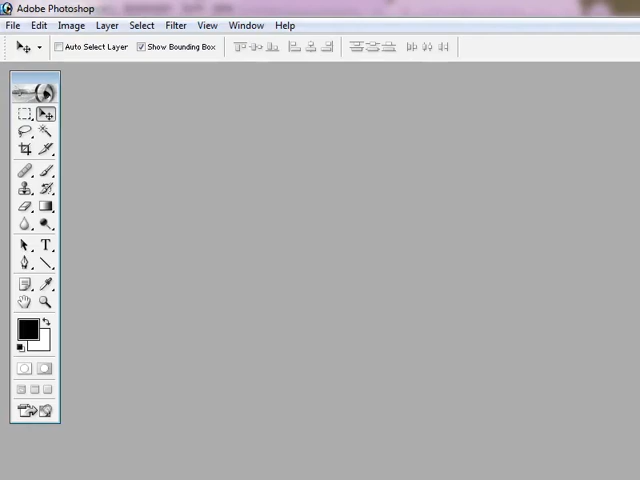 Adobe Photoshop
File Edit Image Layer Select Filter View Window Help
Auto Select Layer Show Bounding Box
T